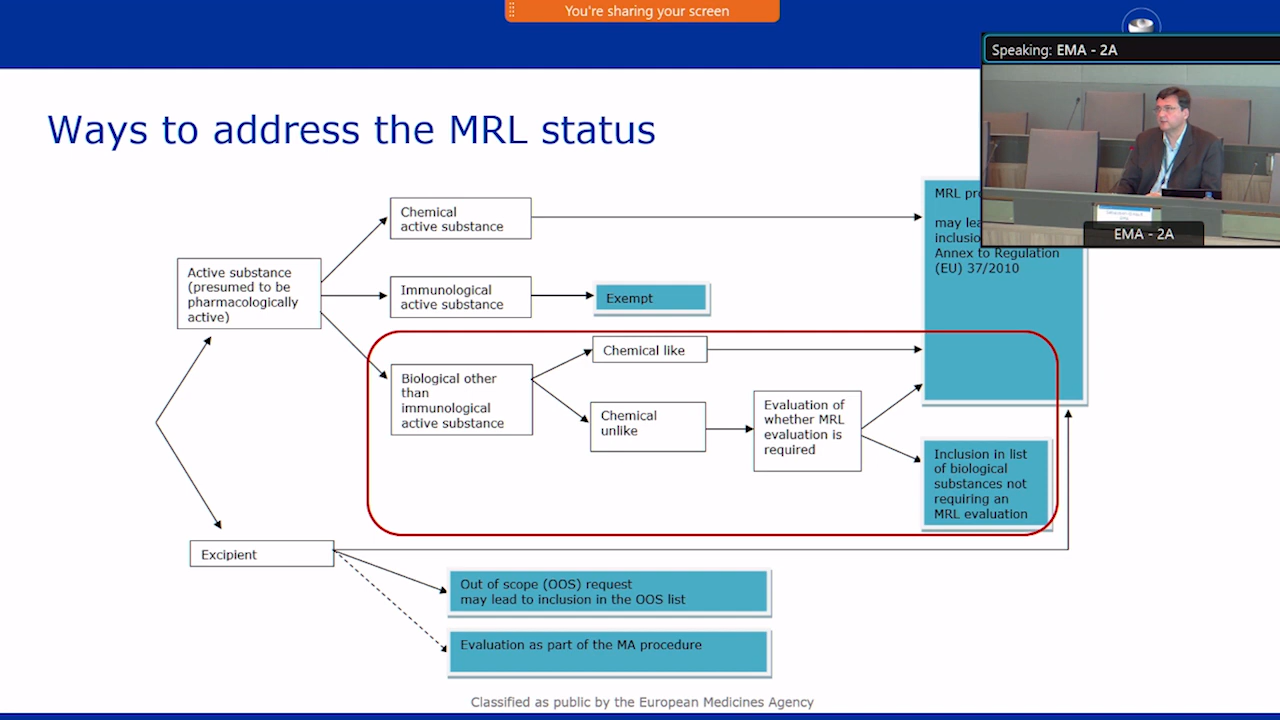 You're sharing your screen
Speaking: EMA - 2A
EMA - 2A
Ways to address the MRL status
Chemical
active substance
MRL
may
Annex to Regulation
(EU) 37/2010
Active substance
(presumed to be
pharmacologically
active)
Immunological
active substance
Exempt
Chemical like
Biological other
than
immunological
active substance
Chemical
unlike
Evaluation of
whether MRL
evaluation is
required
Inclusion in list
of biological
substances not
requiring an
MRL evaluation
Excipient
Out of scope (OOS) request
may lead to inclusion in the OOS list
Evaluation as part of the MA procedure
Classified as public by the European Medicines Agency